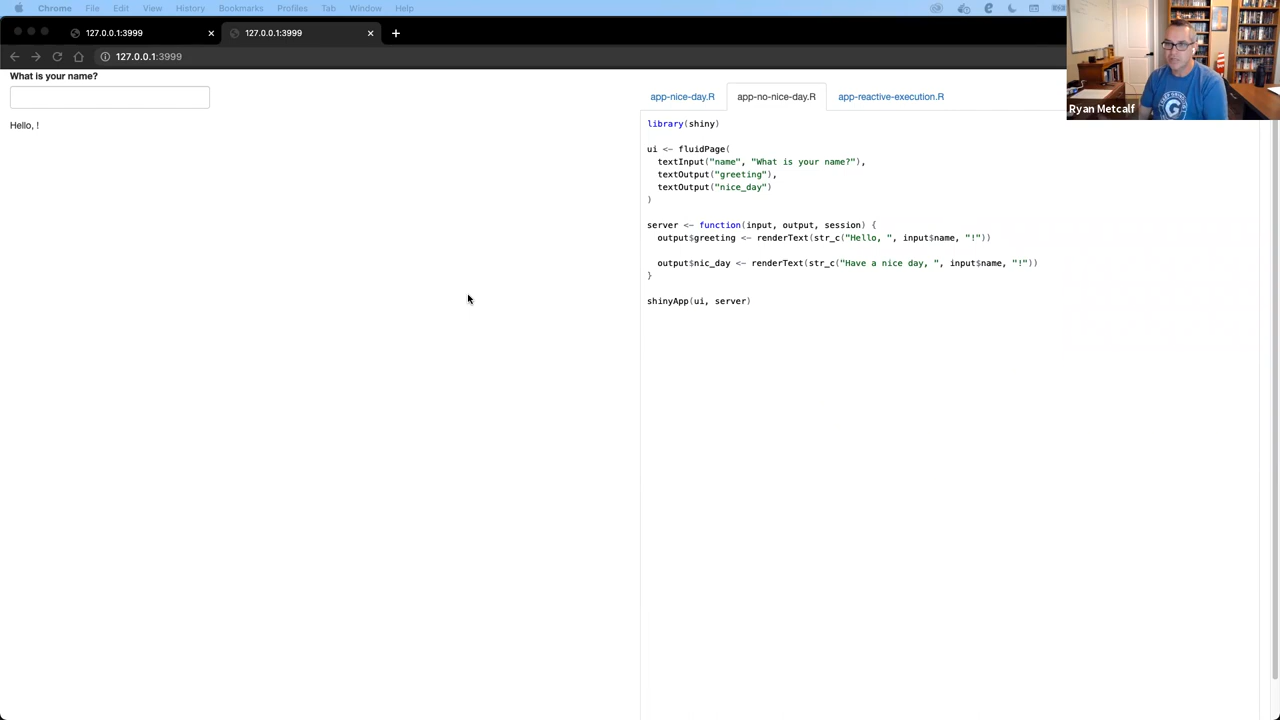 Chrome File Edit View History Bookmarks Profiles Tab Window Help
127.0.0.1:3999 127.0.0.1:3999
127.0.0.1:3999
Ryan Metcalf
What is your name?
Hello, !
app-nice-day.R app-no-nice-day.R app-reactive-execution.R
library(shiny)
ui <- fluidPage(
textInput("name", "What is your name?"),
textOutput("greeting"),
textOutput("nice_day")
)
server <- function(input, output, session) {
output$greeting <- renderText(str_c("Hello, ", input$name, "!"))
output$nic_day <- renderText(str_c("Have a nice day, ", input$name, "!"))
}
shinyApp(ui, server)